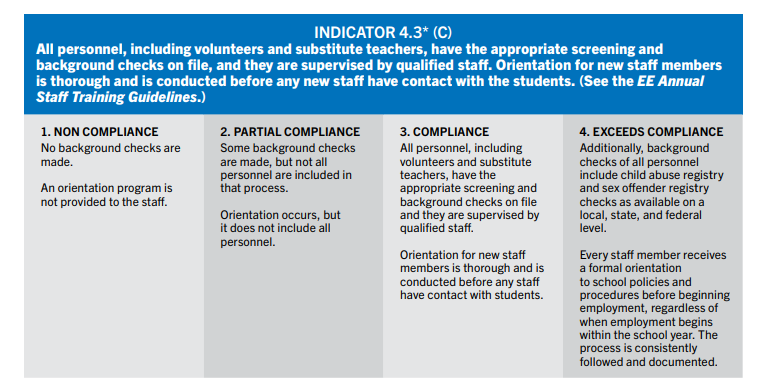 INDICATOR 4.3* (C)
All personnel, including volunteers and substitute teachers, have the appropriate screening and
background checks on file, and they are supervised by qualified staff. Orientation for new staff members
is thorough and is conducted before any new staff have contact with the students. (See the EE Annual
Staff Training Guidelines.)
1. NON COMPLIANCE
No background checks are
made.
An orientation program is
not provided to the staff.
2. PARTIAL COMPLIANCE
Some background checks
are made, but not all
personnel are included in
that process.
Orientation occurs, but
it does not include all
personnel.
3. COMPLIANCE
All personnel, including
volunteers and substitute
teachers, have the
appropriate screening and
background checks on file
and they are supervised by
qualified staff.
Orientation for new staff
members is thorough and is
conducted before any staff
have contact with students.
4. EXCEEDS COMPLIANCE
Additionally, background
checks of all personnel
include child abuse registry
and sex offender registry
checks as available on a
local, state, and federal
level.
Every staff member receives
a formal orientation
to school policies and
procedures before beginning
employment, regardless of
when employment begins
within the school year. The
process is consistently
followed and documented.